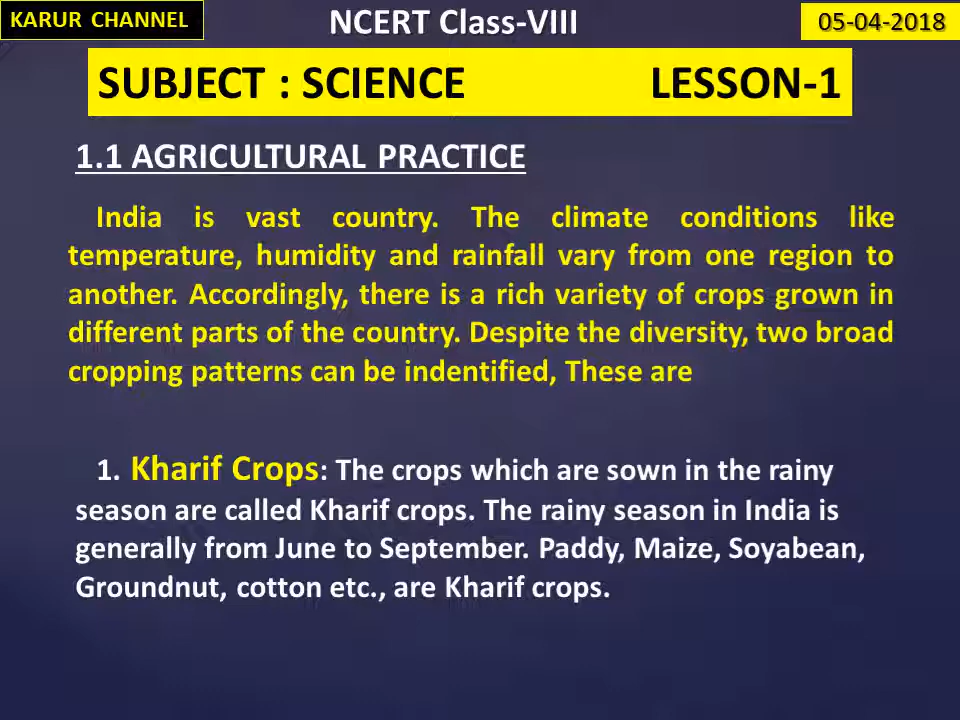 KARUR CHANNEL
NCERT Class-VIII
05-04-2018
SUBJECT : SCIENCE LESSON-1
1.1 AGRICULTURAL PRACTICE
India is vast country. The climate conditions like
temperature, humidity and rainfall vary from one region to
another. Accordingly, there is a rich variety of crops grown in
different parts of the country. Despite the diversity, two broad
cropping patterns can be indentified, These are
1. Kharif Crops: The crops which are sown in the rainy
season are called Kharif crops. The rainy season in India is
generally from June to September. Paddy, Maize, Soyabean,
Groundnut, cotton etc., are Kharif crops.